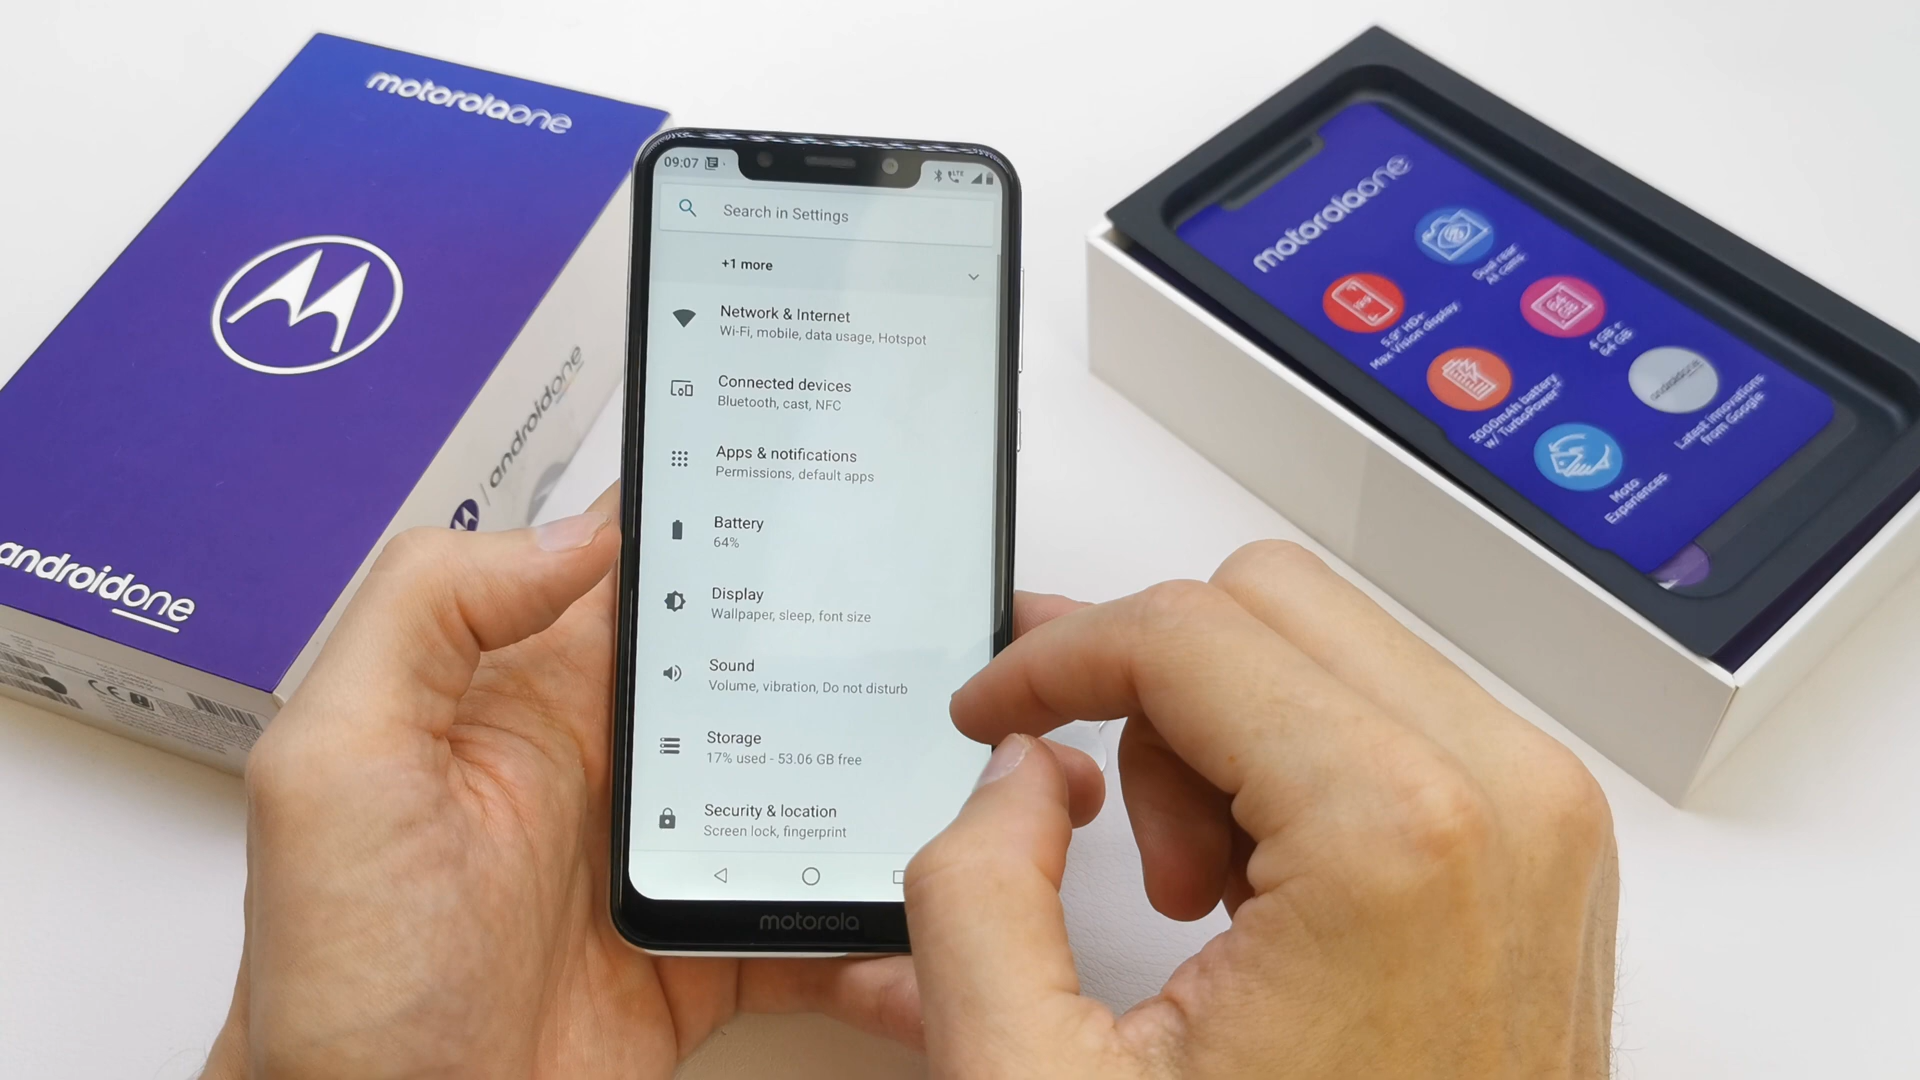 motorolaone
androidone
androidone
09:07
LTE
Search in Settings
+1 more
Network & Internet
Wi-Fi, mobile, data usage, Hotspot
Connected devices
Bluetooth, cast, NFC
Apps & notifications
Permissions, default apps
Battery
64%
Display
Wallpaper, sleep, font size
Sound
Volume, vibration, Do not disturb
Storage
17% used - 53.06 GB free
Security & location
Screen lock, fingerprint
motorola
motorolaone
Dual rear
AI cams
5.9" HD+
Max Vision display
4 GB +
64 GB
3000mAh battery
w/ TurboPower™
androidone
Latest innovations
from Google
Moto
Experiences